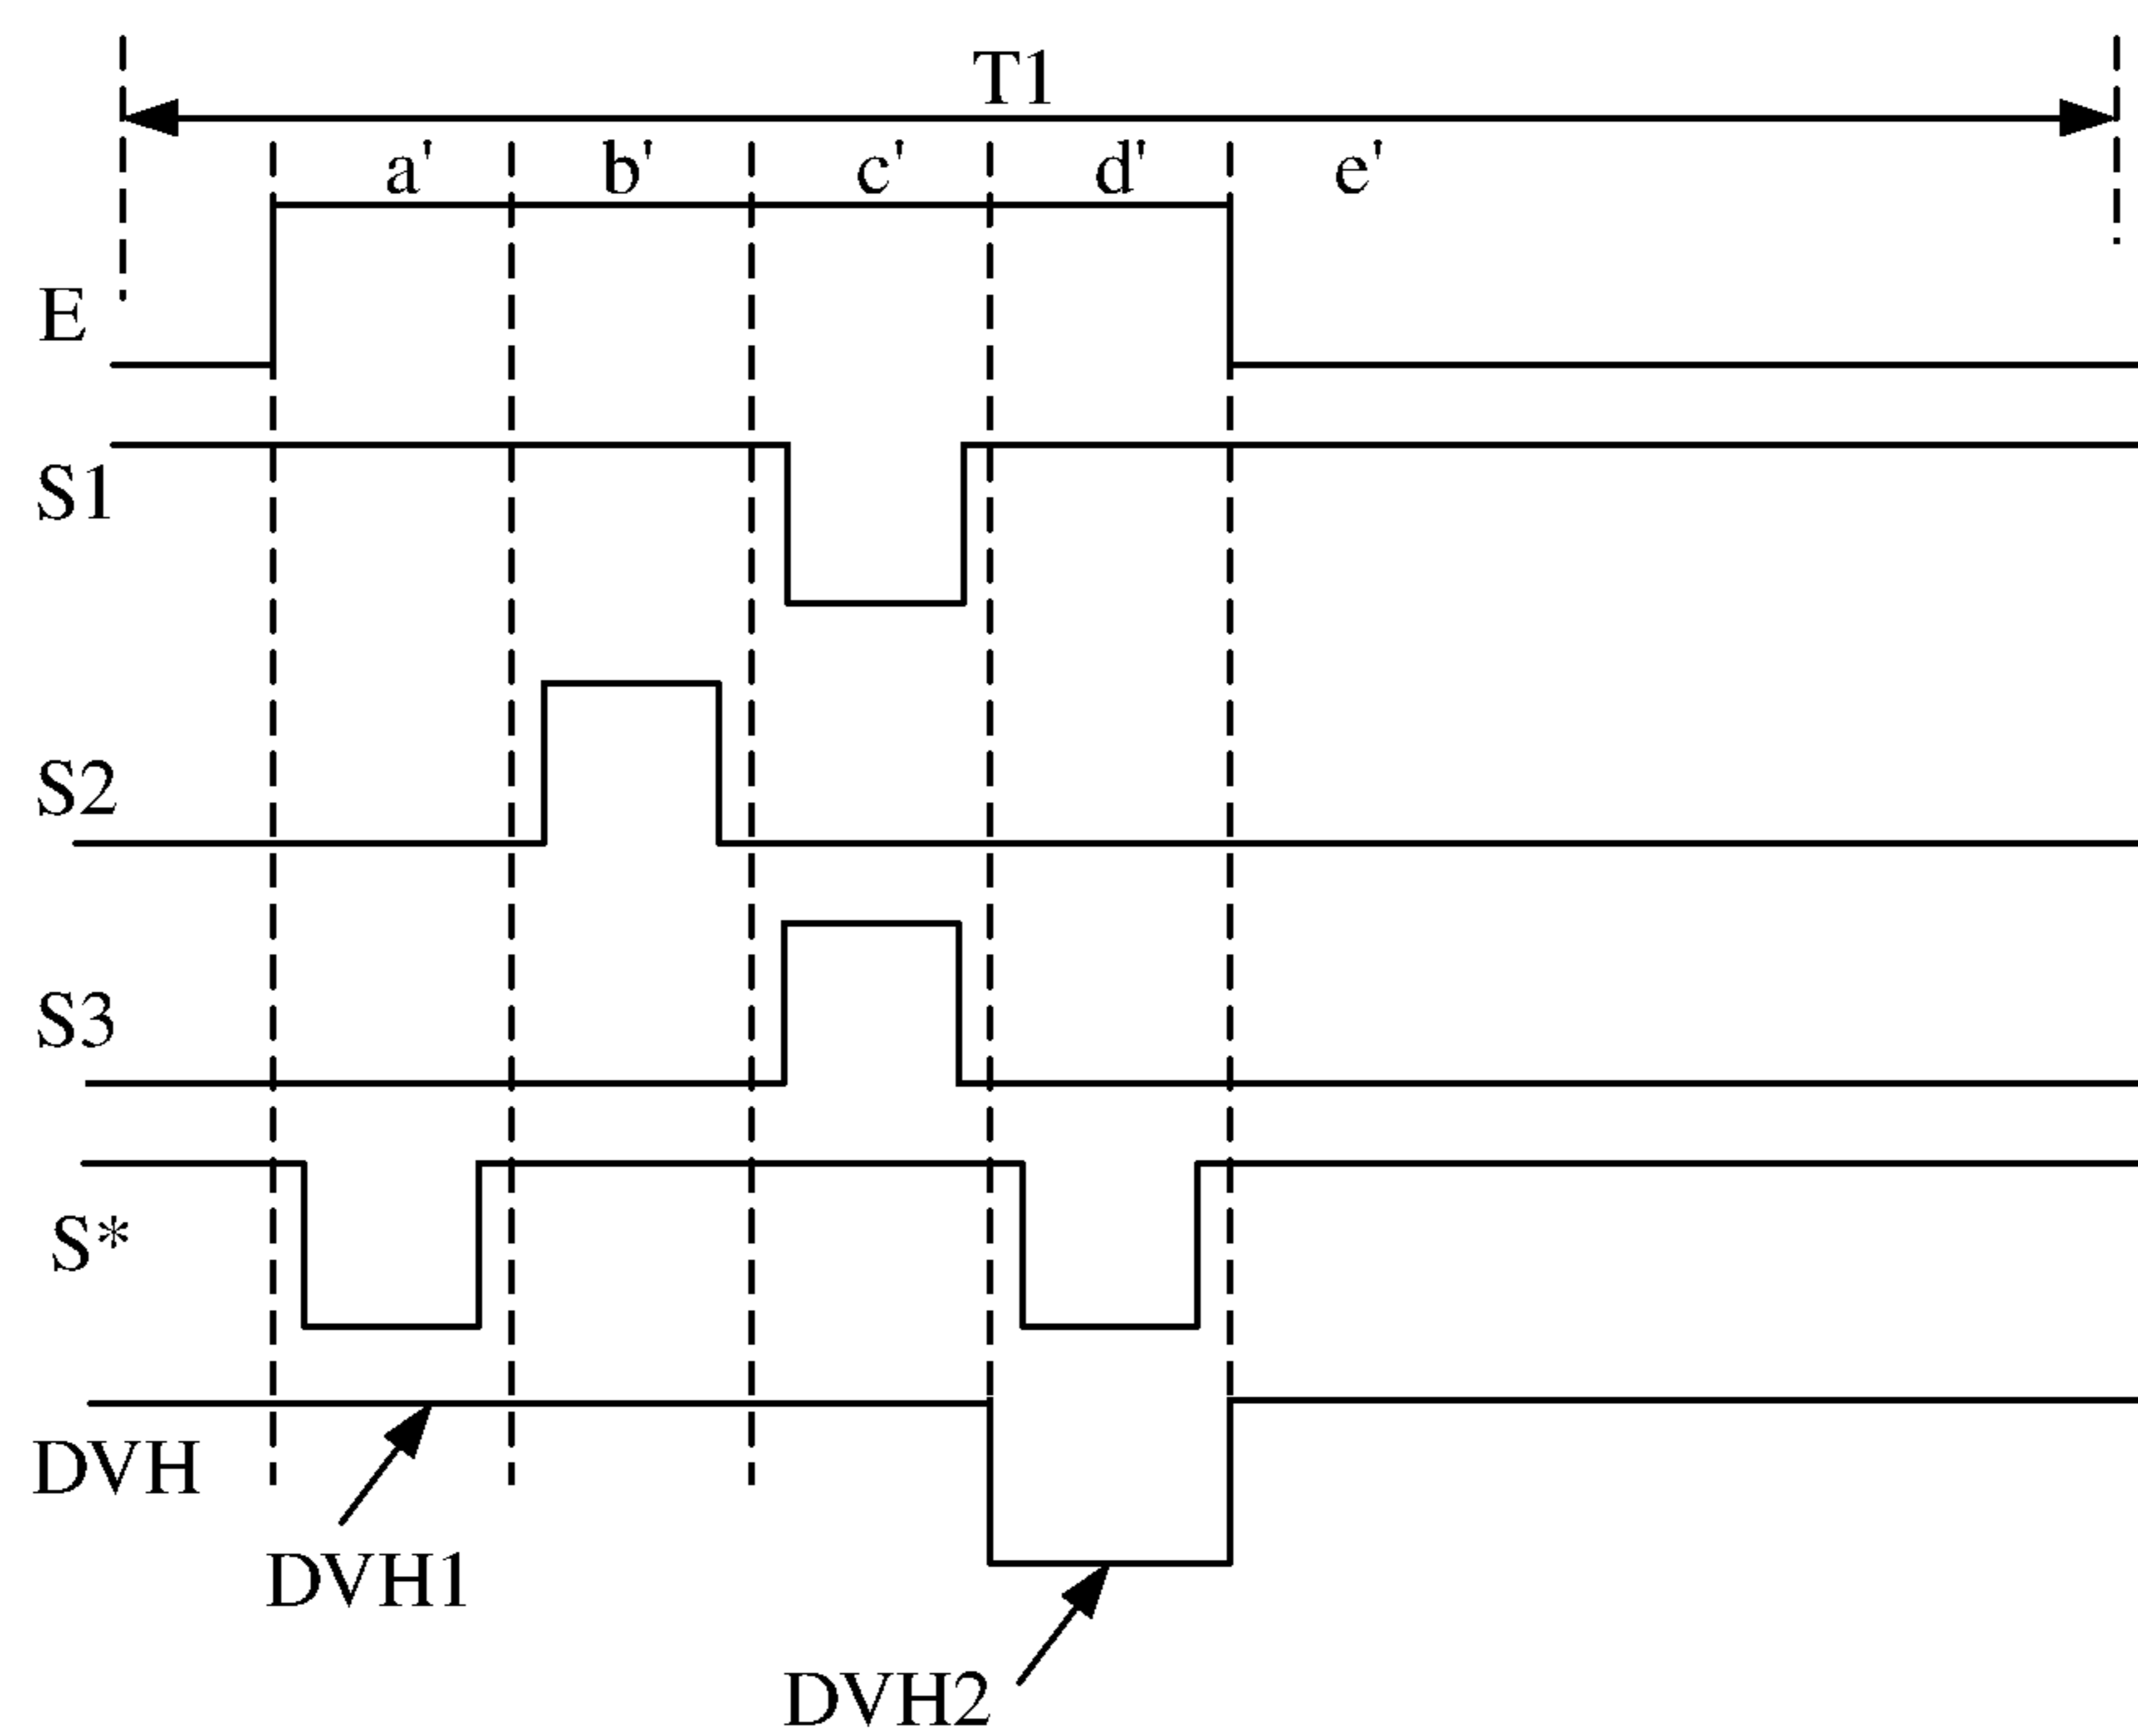 T1
a' b' c' d' e'
E
S1
S2
S3
S*
DVH
DVH1
DVH2